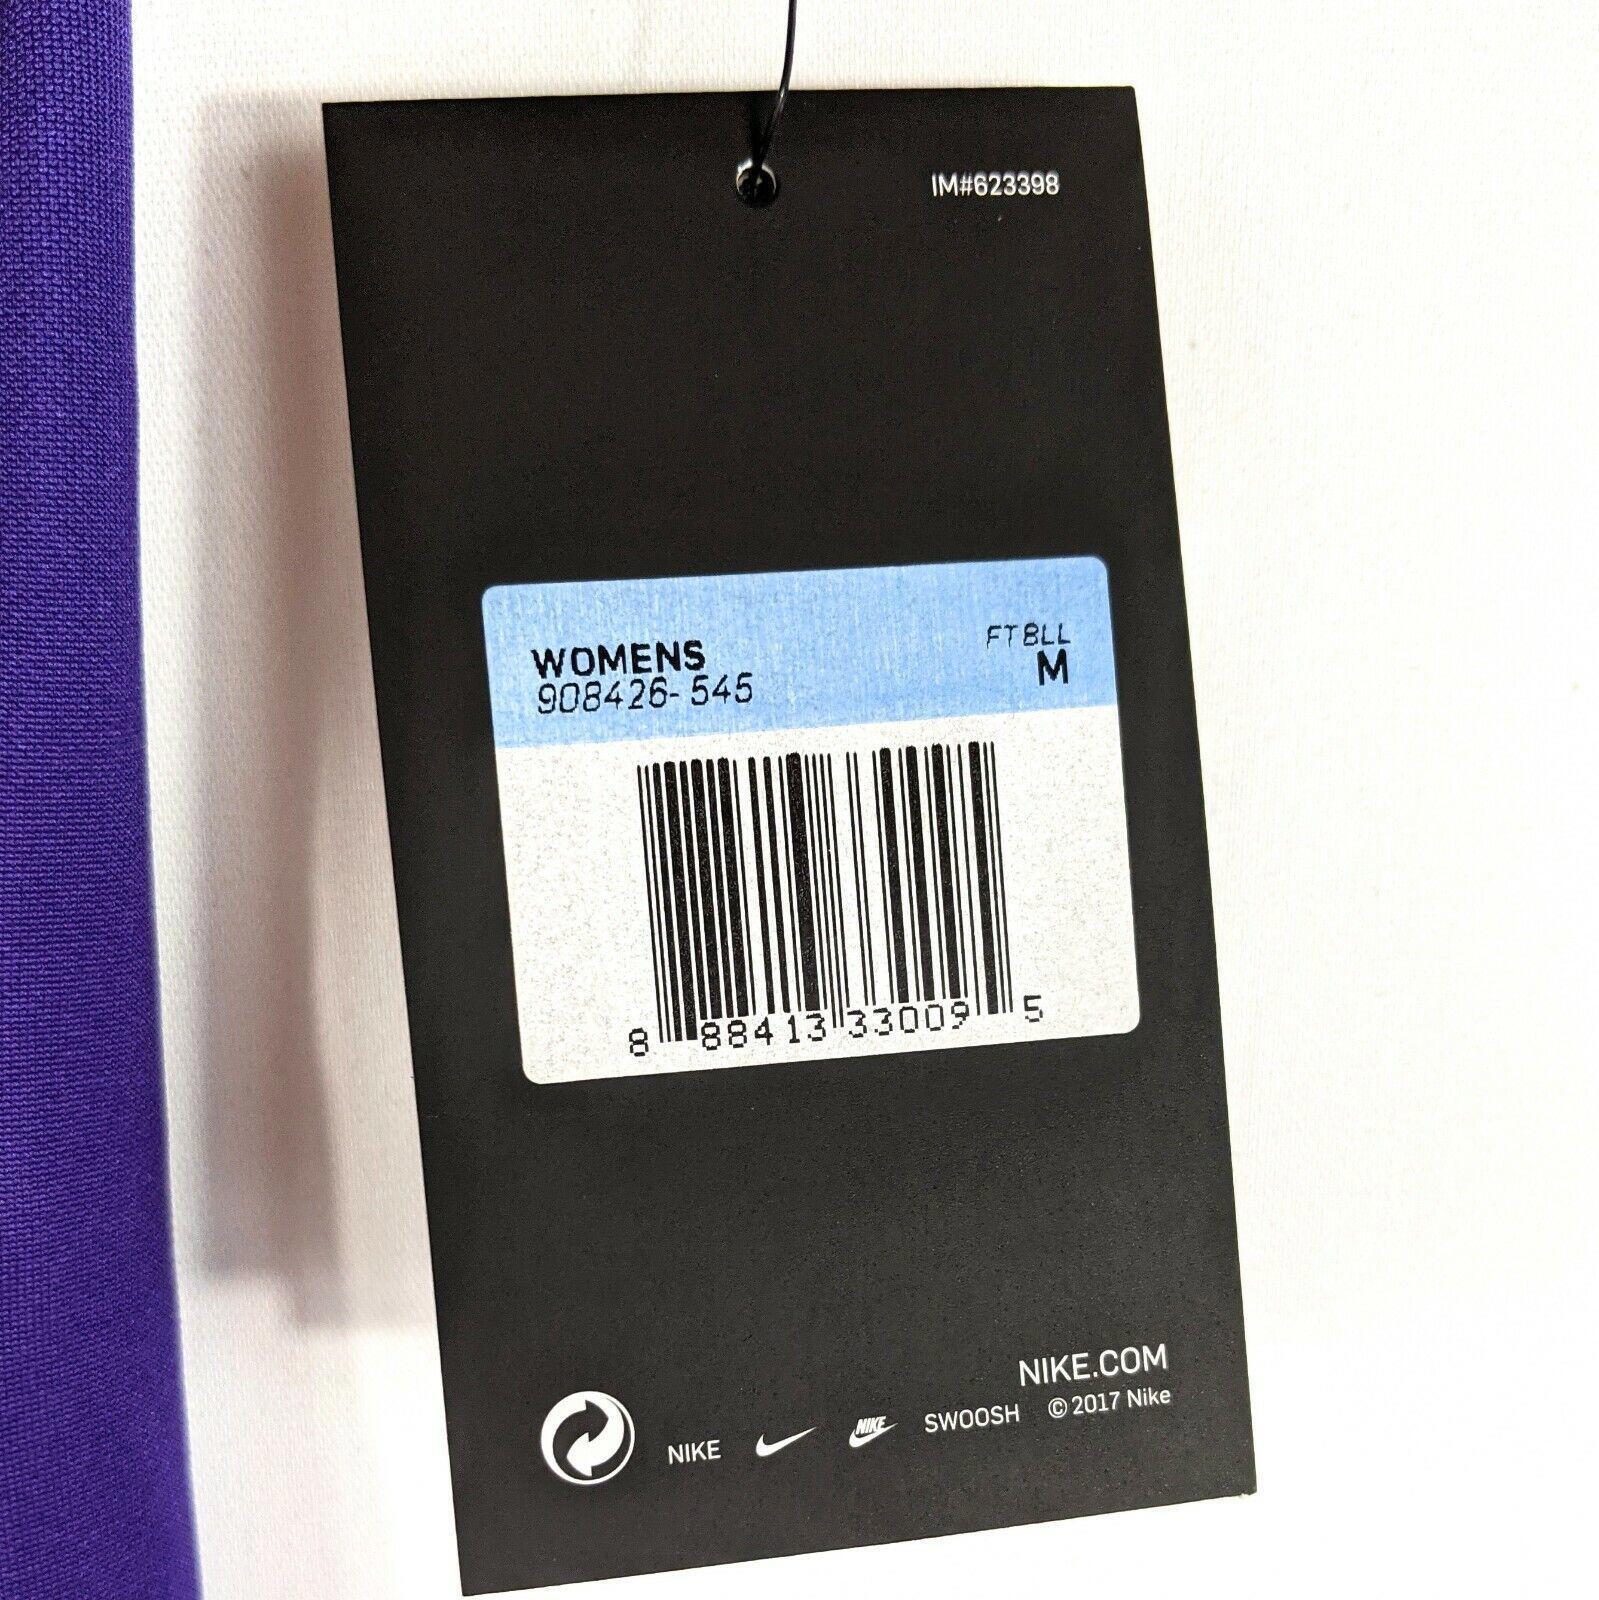 IM#623398
WOMENS
908426-545
FTBLL
M
8 88413 33009 5
NIKE.COM
NIKE NIKE SWOOSH © 2017 Nike